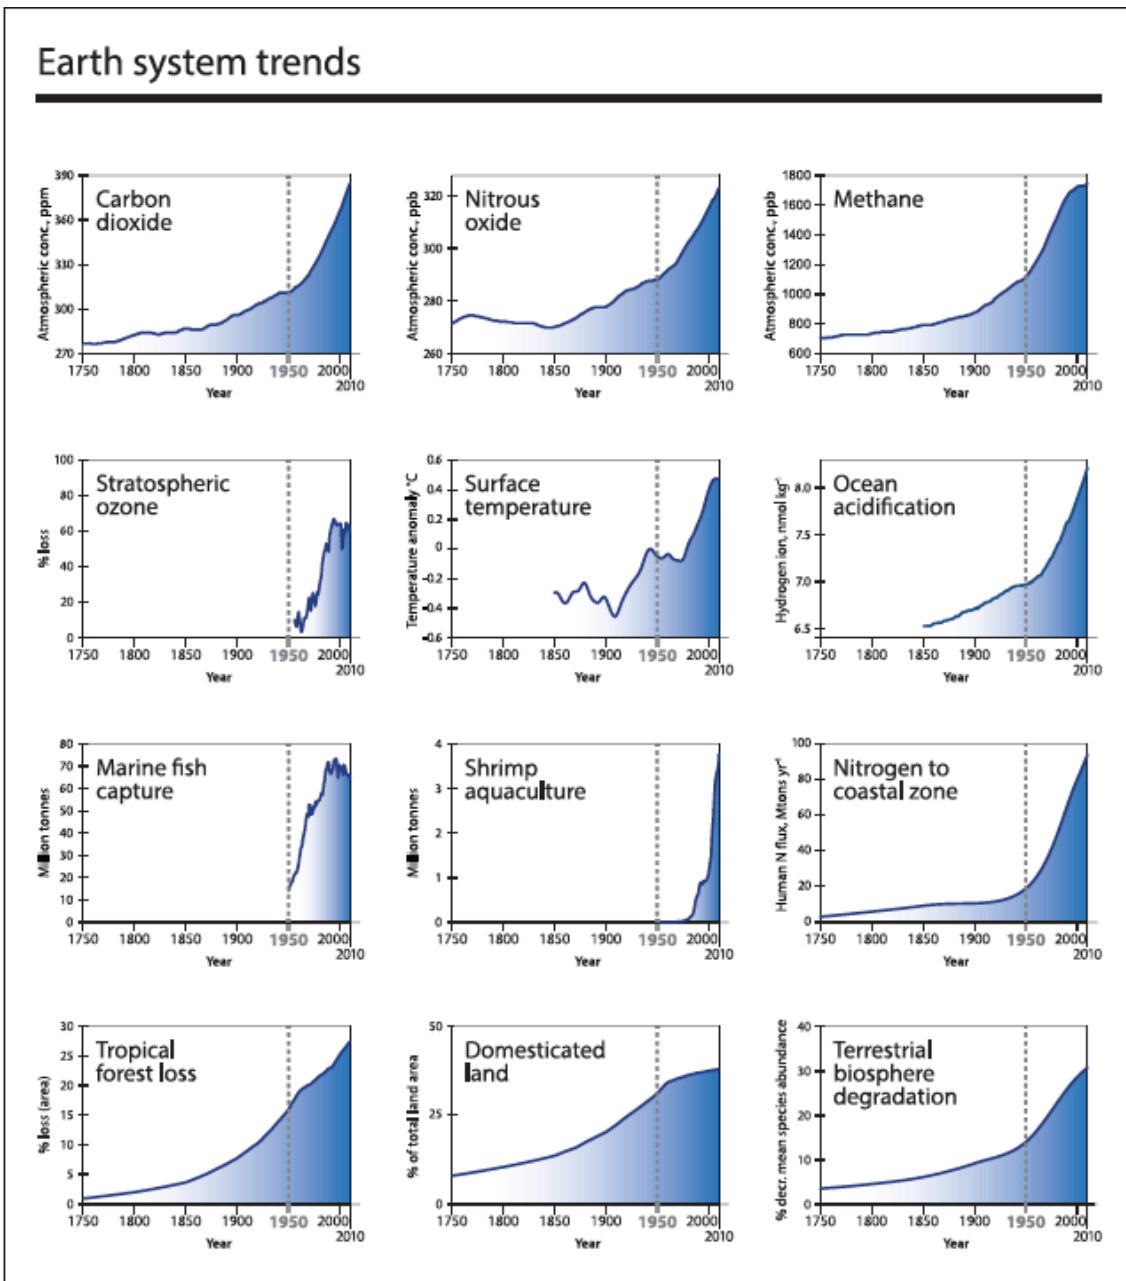 Earth system trends
Carbon
dioxide
Atmospheric conc., ppm
390
360
330
300
270
1750 1800 1850 1900 1950 2000 2010
Year
Nitrous
oxide
Atmospheric conc., ppb
320
300
280
260
1750 1800 1850 1900 1950 2000 2010
Year
Methane
Atmospheric conc., ppb
1800
1600
1400
1200
1000
800
600
1750 1800 1850 1900 1950 2000 2010
Year
Stratospheric
ozone
% loss
100
80
60
40
20
0
1750 1800 1850 1900 1950 2000 2010
Year
Surface
temperature
Temperature anomaly °C
0.6
0.4
0.2
0
-0.2
-0.4
-0.6
1750 1800 1850 1900 1950 2000 2010
Year
Ocean
acidification
Hydrogen ion, nmol kg⁻¹
8.0
7.5
7.0
6.5
1750 1800 1850 1900 1950 2000 2010
Year
Marine fish
capture
Million tonnes
80
70
60
50
40
30
20
10
0
1750 1800 1850 1900 1950 2000 2010
Year
Shrimp
aquaculture
Million tonnes
4
3
2
1
0
1750 1800 1850 1900 1950 2000 2010
Year
Nitrogen to
coastal zone
Human N flux, Mtons yr⁻¹
100
80
60
40
20
0
1750 1800 1850 1900 1950 2000 2010
Year
Tropical
forest loss
% loss (area)
30
25
20
15
10
5
0
1750 1800 1850 1900 1950 2000 2010
Year
Domesticated
land
% of total land area
50
25
0
1750 1800 1850 1900 1950 2000 2010
Year
Terrestrial
biosphere
degradation
% decr. mean species abundance
40
30
20
10
0
1750 1800 1850 1900 1950 2000 2010
Year